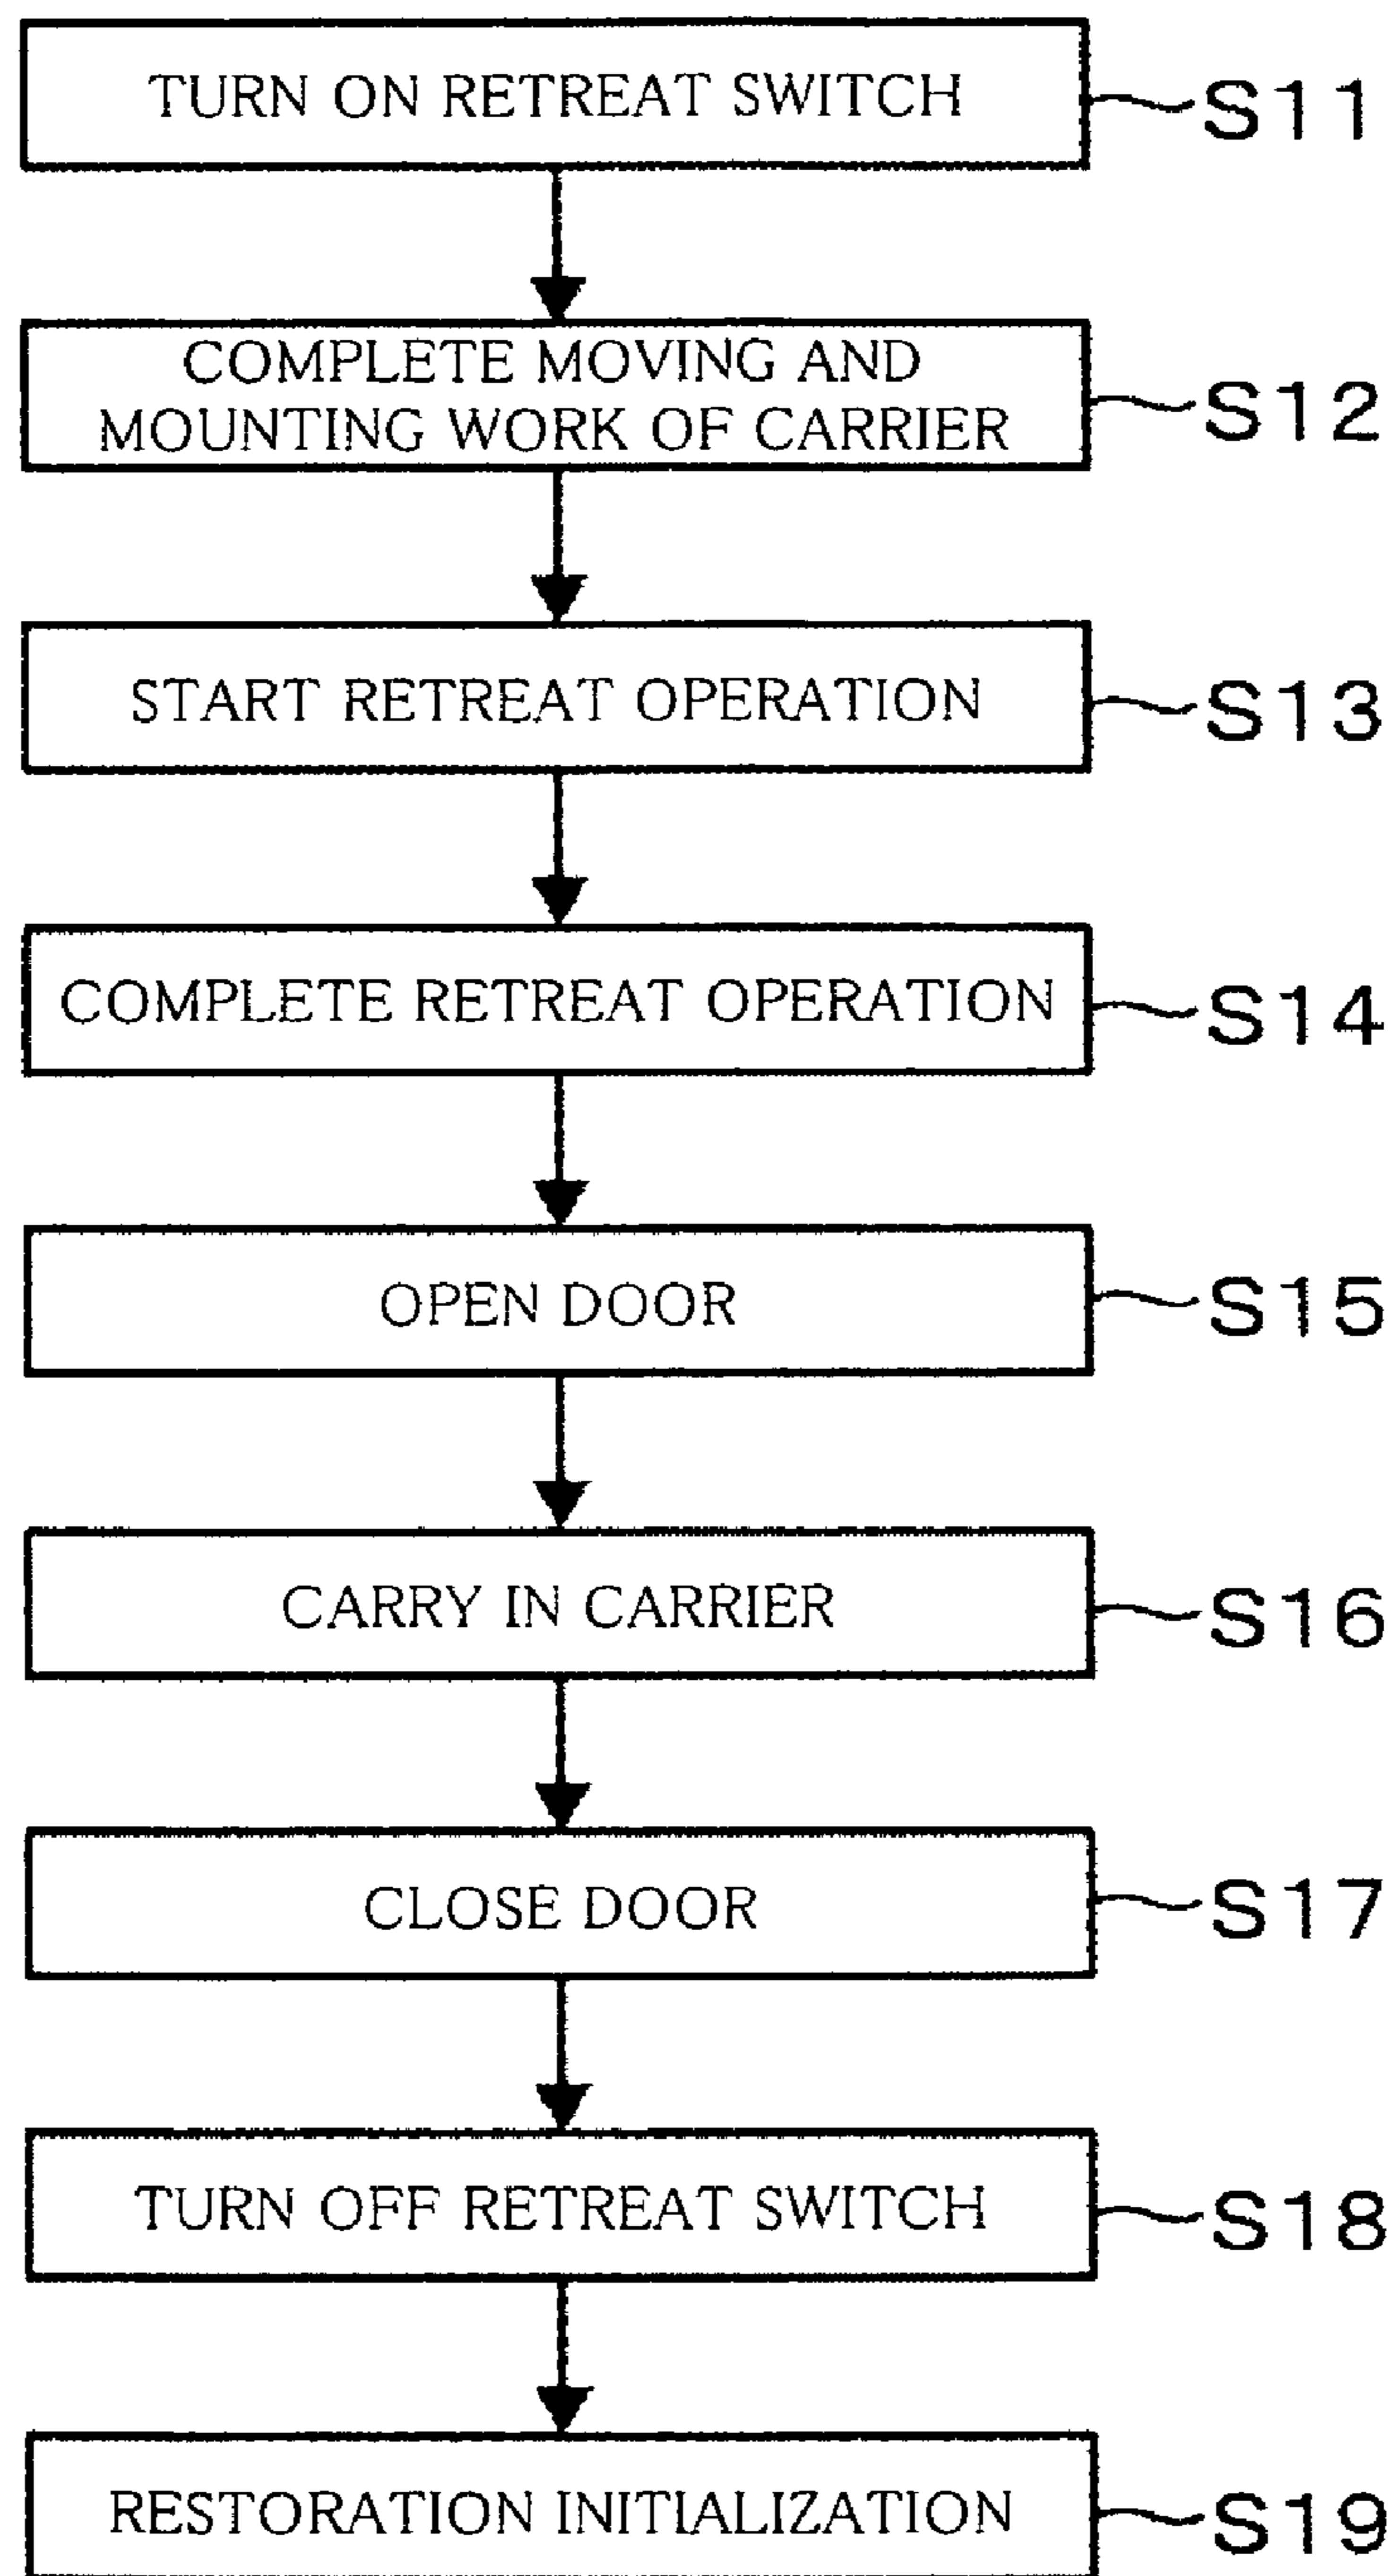 TURN ON RETREAT SWITCH
S11
COMPLETE MOVING AND
MOUNTING WORK OF CARRIER
S12
START RETREAT OPERATION
S13
COMPLETE RETREAT OPERATION
S14
OPEN DOOR
S15
CARRY IN CARRIER
S16
CLOSE DOOR
S17
TURN OFF RETREAT SWITCH
S18
RESTORATION INITIALIZATION
S19